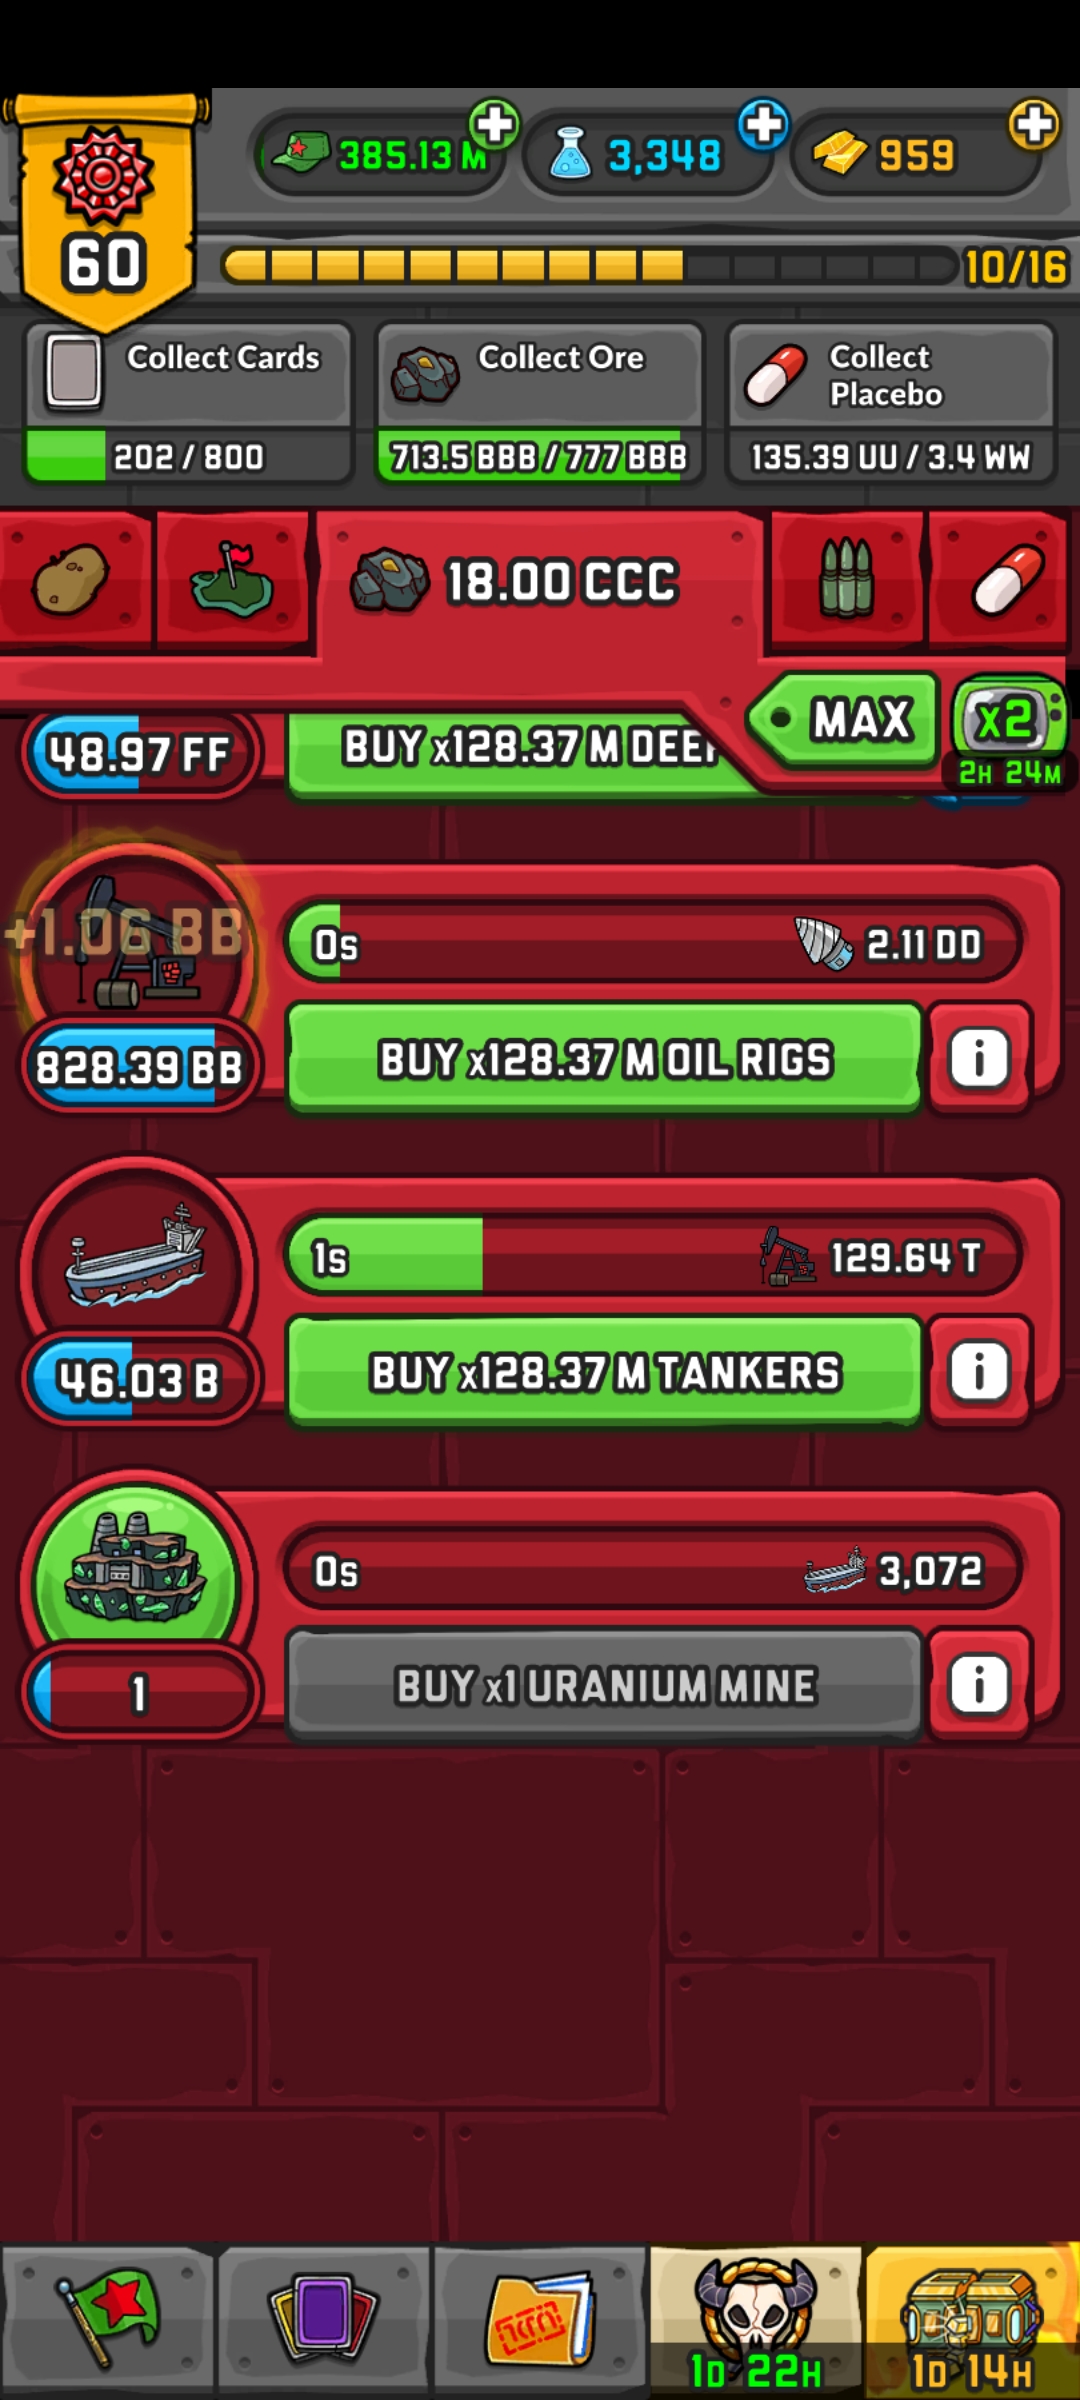 385.13 M
3,348
959
60
10/16
Collect Cards
Collect Ore
Collect
Placebo
202 / 800
713.5 BBB / 777 BBB
135.39 UU / 3.4 WW
18.00 CCC
MAX
x2
2H 24M
48.97 FF
BUY x128.37 M
+1.06 BB
0s
2.11 DD
828.39 BB
BUY x128.37 M OIL RIGS
i
1s
129.64 T
46.03 B
BUY x128.37 M TANKERS
i
0s
3,072
1
BUY x1 URANIUM MINE
i
1D 22H
1D 14H